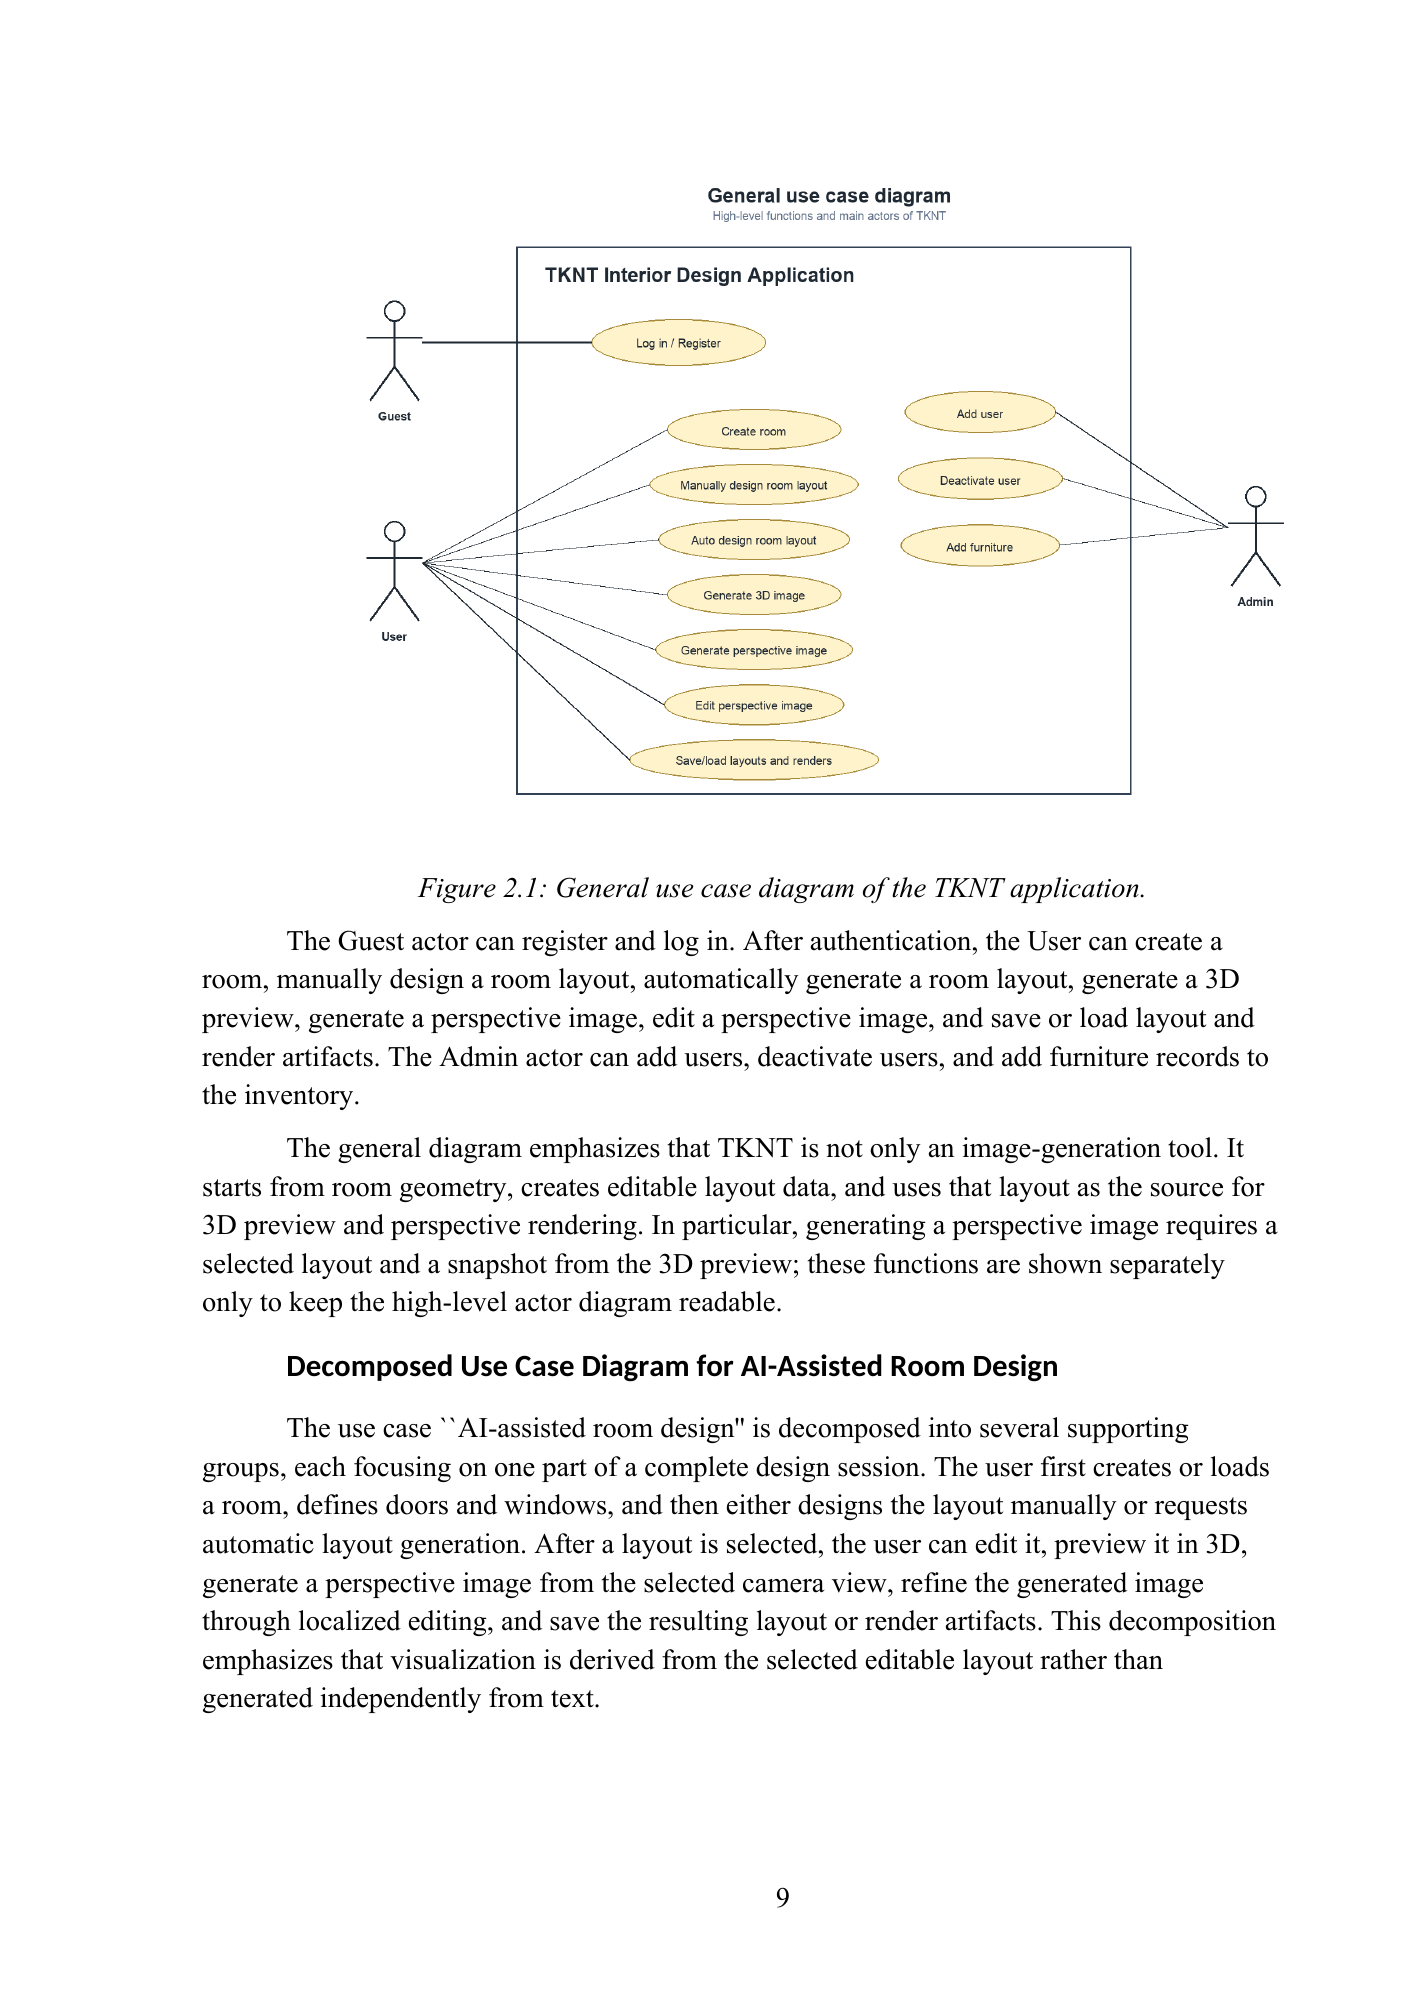 General use case diagram
High-level functions and main actors of TKNT
TKNT Interior Design Application
Log in / Register
Guest
Add user
Create room
Deactivate user
Manually design room layout
Auto design room layout
Add furniture
Generate 3D image
Admin
User
Generate perspective image
Edit perspective image
Save/load layouts and renders
Figure 2.1: General use case diagram of the TKNT application.
The Guest actor can register and log in. After authentication, the User can create a
room, manually design a room layout, automatically generate a room layout, generate a 3D
preview, generate a perspective image, edit a perspective image, and save or load layout and
render artifacts. The Admin actor can add users, deactivate users, and add furniture records to
the inventory.
The general diagram emphasizes that TKNT is not only an image-generation tool. It
starts from room geometry, creates editable layout data, and uses that layout as the source for
3D preview and perspective rendering. In particular, generating a perspective image requires a
selected layout and a snapshot from the 3D preview; these functions are shown separately
only to keep the high-level actor diagram readable.
Decomposed Use Case Diagram for AI-Assisted Room Design
The use case ``AI-assisted room design" is decomposed into several supporting
groups, each focusing on one part of a complete design session. The user first creates or loads
a room, defines doors and windows, and then either designs the layout manually or requests
automatic layout generation. After a layout is selected, the user can edit it, preview it in 3D,
generate a perspective image from the selected camera view, refine the generated image
through localized editing, and save the resulting layout or render artifacts. This decomposition
emphasizes that visualization is derived from the selected editable layout rather than
generated independently from text.
9